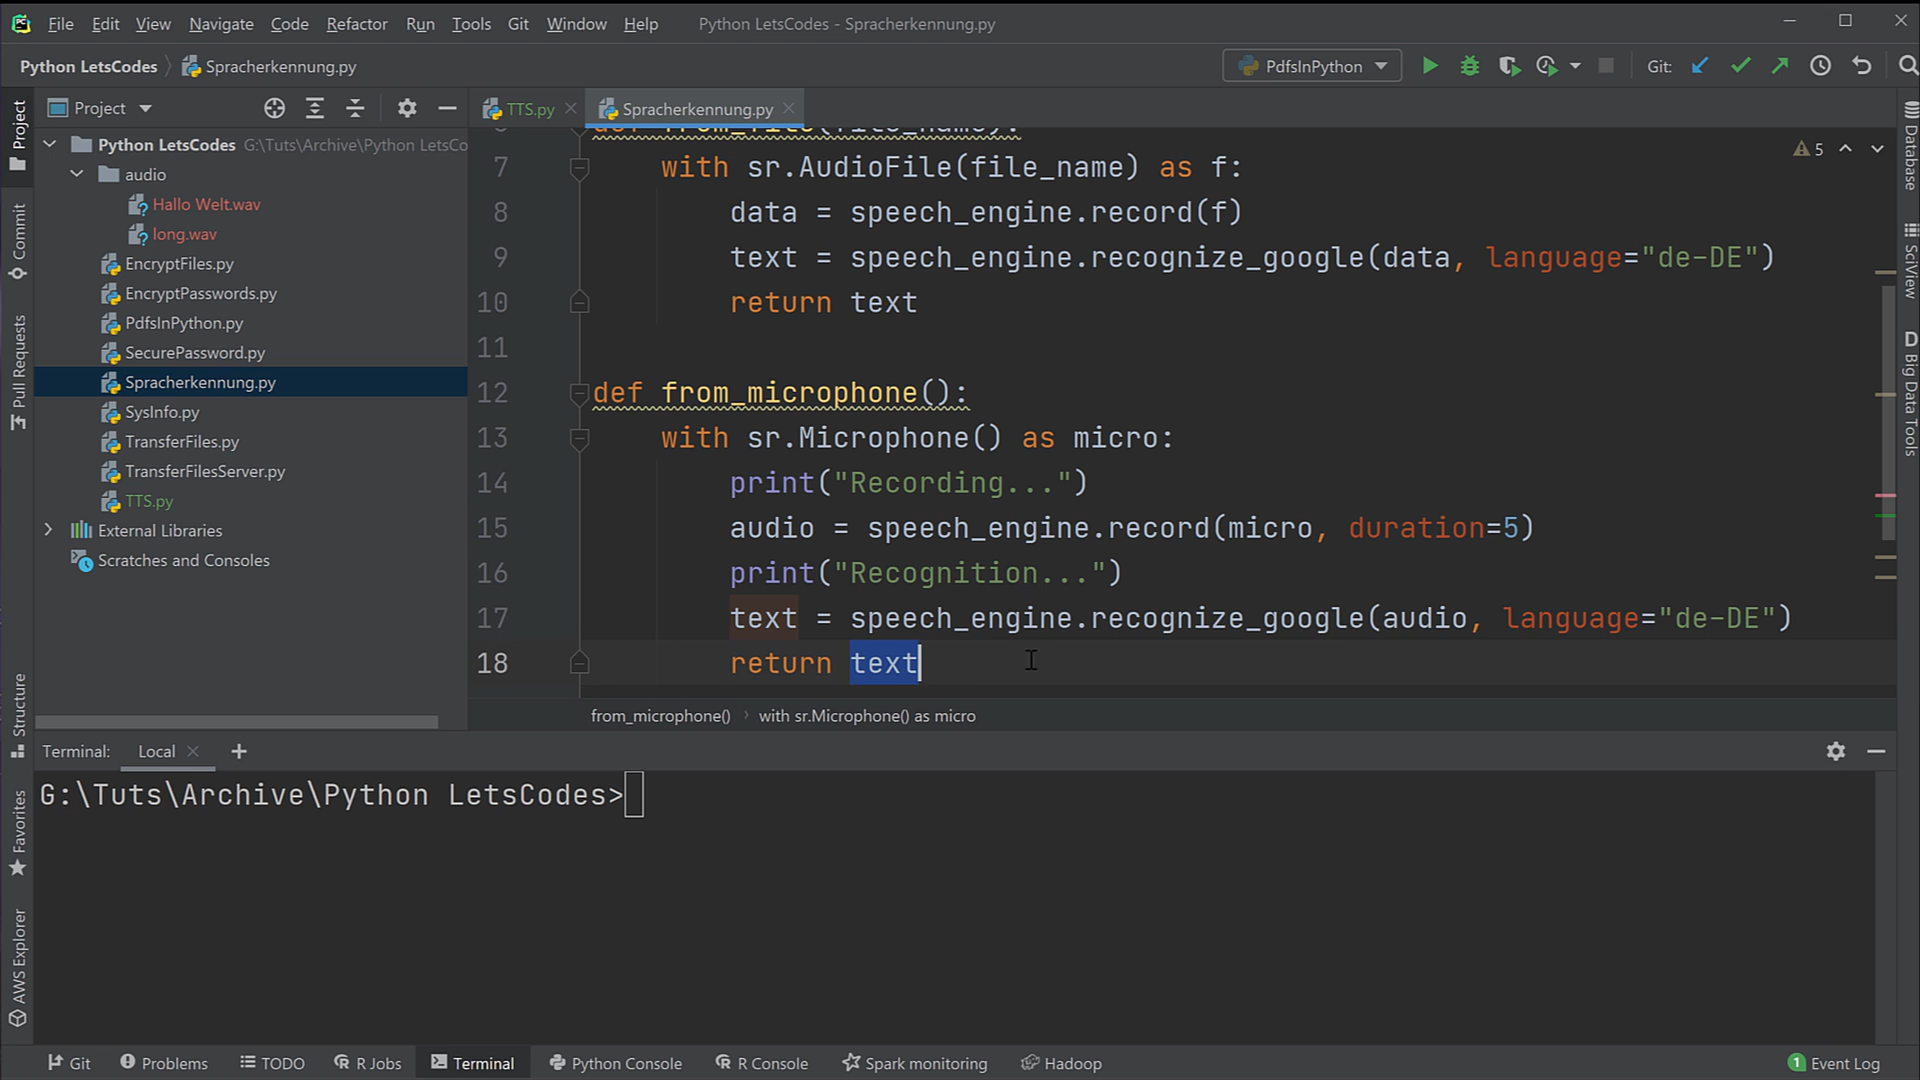 File Edit View Navigate Code Refactor Run Tools Git Window Help Python LetsCodes - Spracherkennung.py
Python LetsCodes Spracherkennung.py PdfsInPython Git:
Project TTS.py Spracherkennung.py
Python LetsCodes G:\Tuts\Archive\Python LetsCo
audio
Hallo Welt.wav
long.wav
EncryptFiles.py
EncryptPasswords.py
PdfsInPython.py
SecurePassword.py
Spracherkennung.py
SysInfo.py
TransferFiles.py
TransferFilesServer.py
TTS.py
External Libraries
Scratches and Consoles
Project
Commit
Pull Requests
Structure
Favorites
AWS Explorer
def from_file(file_name):
5
7 with sr.AudioFile(file_name) as f:
8 data = speech_engine.record(f)
9 text = speech_engine.recognize_google(data, language="de-DE")
10 return text
11
12 def from_microphone():
13 with sr.Microphone() as micro:
14 print("Recording...")
15 audio = speech_engine.record(micro, duration=5)
16 print("Recognition...")
17 text = speech_engine.recognize_google(audio, language="de-DE")
18 return text
from_microphone() with sr.Microphone() as micro
Database
SciView
D Big Data Tools
Terminal: Local
G:\Tuts\Archive\Python LetsCodes>
Git Problems TODO R Jobs Terminal Python Console R Console Spark monitoring Hadoop 1 Event Log